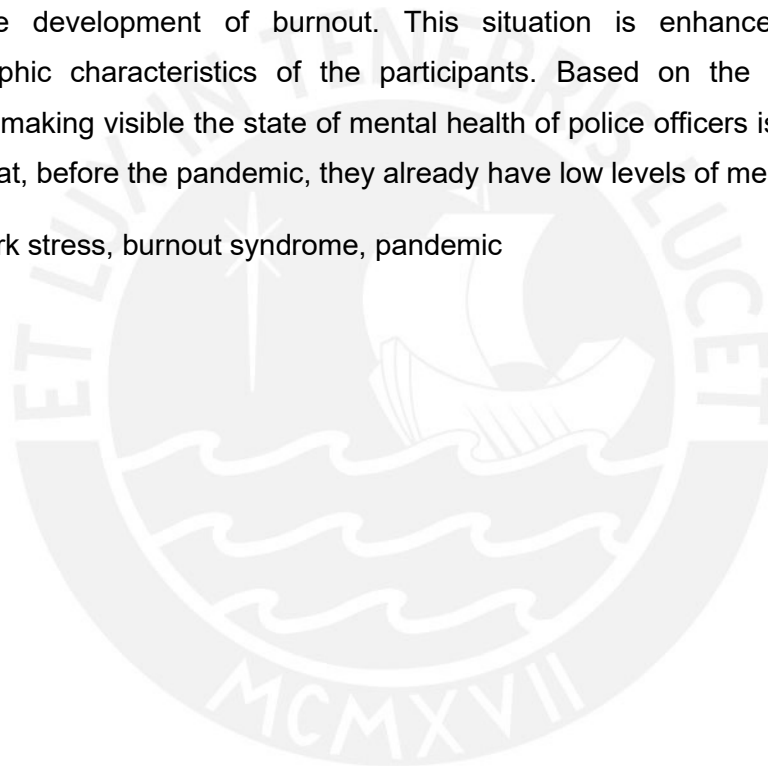 e development of burnout. This situation is enhance
phic characteristics of the participants. Based on the
making visible the state of mental health of police officers is
at, before the pandemic, they already have low levels of me
rk stress, burnout syndrome, pandemic
ET LUX IN TENEBRIS LUCET
MCMXVII